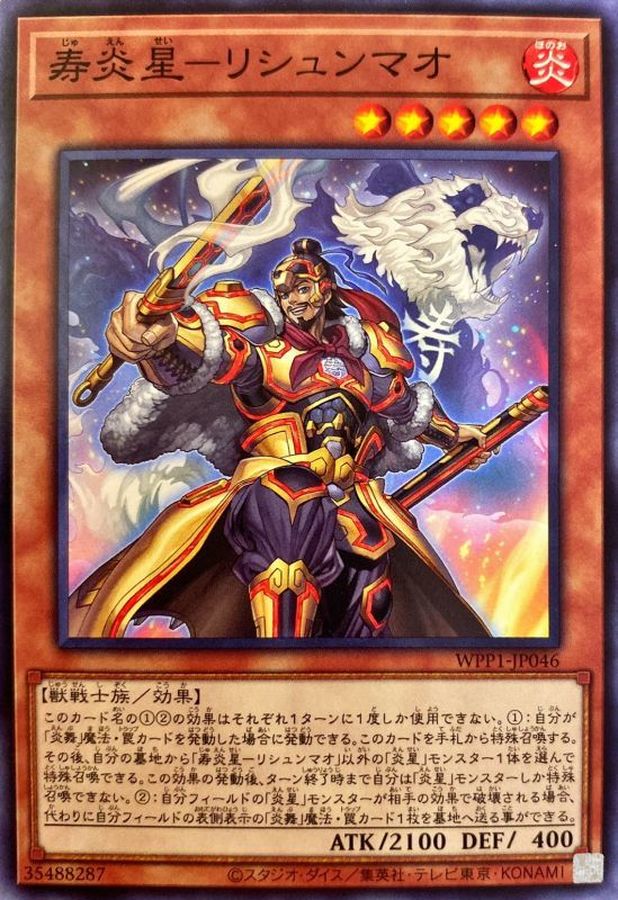 寿炎星－リシュンマオ
炎
寿
WPP1-JP046
【獣戦士族／効果】
このカード名の①②の効果はそれぞれ１ターンに１度しか使用できない。①：自分が
「炎舞」魔法・罠カードを発動した場合に発動できる。このカードを手札から特殊召喚する。
その後、自分の墓地から「寿炎星－リシュンマオ」以外の「炎星」モンスター１体を選んで
特殊召喚できる。この効果の発動後、ターン終了時まで自分は「炎星」モンスターしか特殊
召喚できない。②：自分フィールドの「炎星」モンスターが相手の効果で破壊される場合、
代わりに自分フィールドの表側表示の「炎舞」魔法・罠カード１枚を墓地へ送る事ができる。
ATK/2100 DEF/ 400
35488287
©スタジオ・ダイス／集英社・テレビ東京・KONAMI